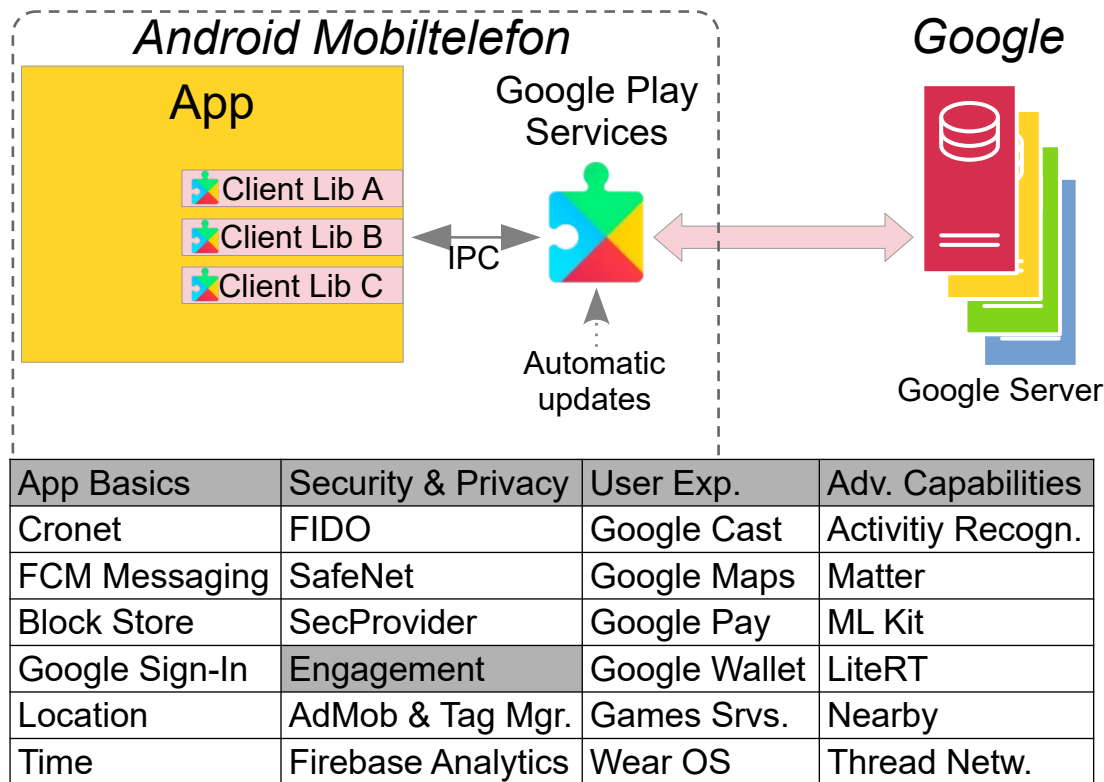 Android Mobiltelefon
Google
App
Google Play
Services
Client Lib A
Client Lib B
Client Lib C
IPC
Automatic
updates
Google Server
App Basics Security & Privacy User Exp. Adv. Capabilities
Cronet FIDO Google Cast Activitiy Recogn.
FCM Messaging SafeNet Google Maps Matter
Block Store SecProvider Google Pay ML Kit
Google Sign-In Engagement Google Wallet LiteRT
Location AdMob & Tag Mgr. Games Srvs. Nearby
Time Firebase Analytics Wear OS Thread Netw.